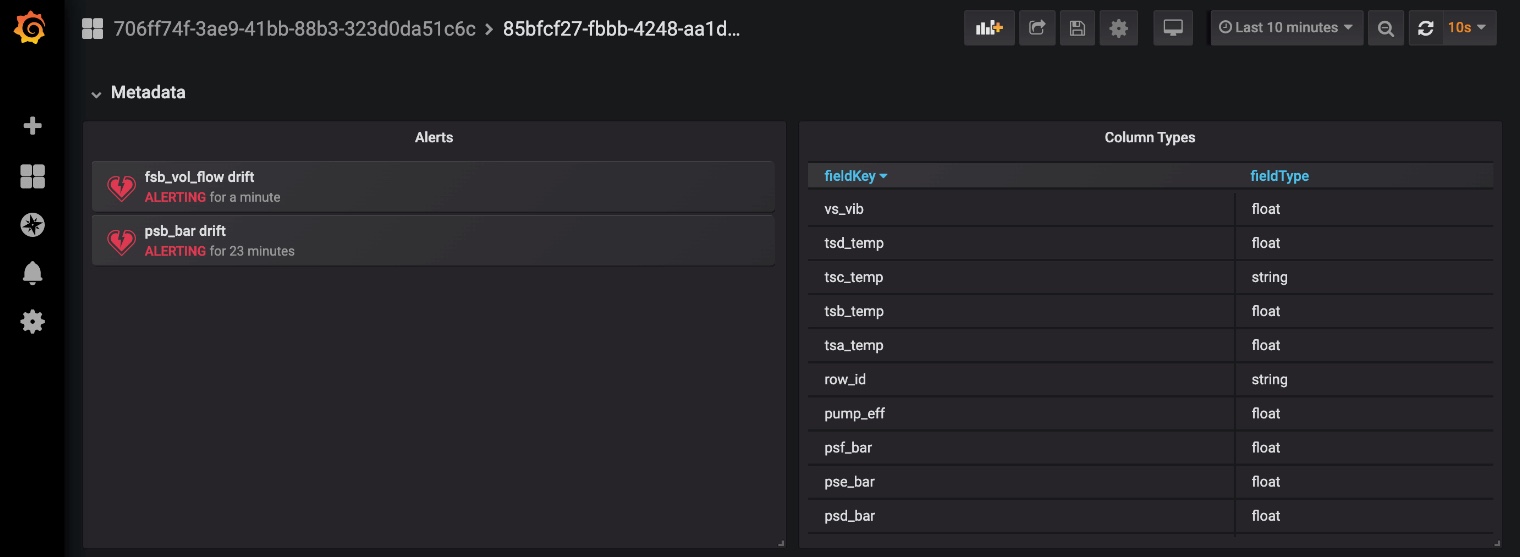 706ff74f-3ae9-41bb-88b3-323d0da51c6c > 85bfcf27-fbbb-4248-aa1d...
Last 10 minutes
10s
Metadata
Alerts
fsb_vol_flow drift
ALERTING for a minute
psb_bar drift
ALERTING for 23 minutes
Column Types
fieldKey fieldType
vs_vib float
tsd_temp float
tsc_temp string
tsb_temp float
tsa_temp float
row_id string
pump_eff float
psf_bar float
pse_bar float
psd_bar float